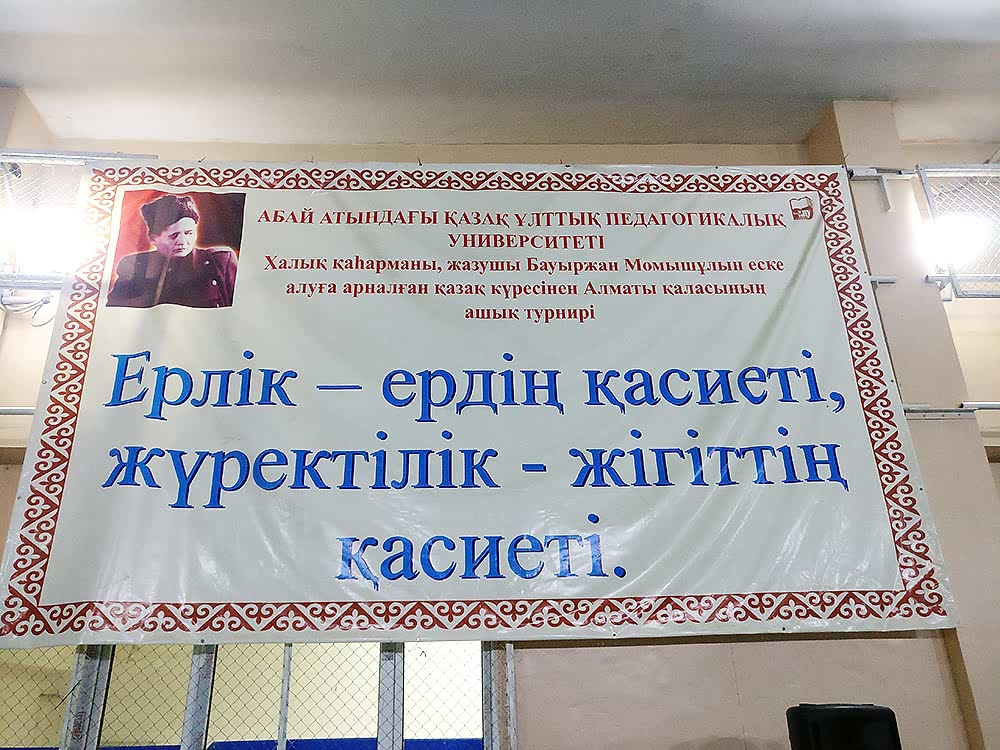 АБАЙ АТЫНДАҒЫ ҚАЗАҚ ҰЛТТЫҚ ПЕДАГОГИКАЛЫҚ
УНИВЕРСИТЕТІ
Халық қаһарманы, жазушы Бауыржан Момышұлын еске
алуға арналған қазақ күресінен Алматы қаласының
ашық турнирі
Ерлік – ердің қасиеті,
жүректілік - жігіттің
қасиеті.